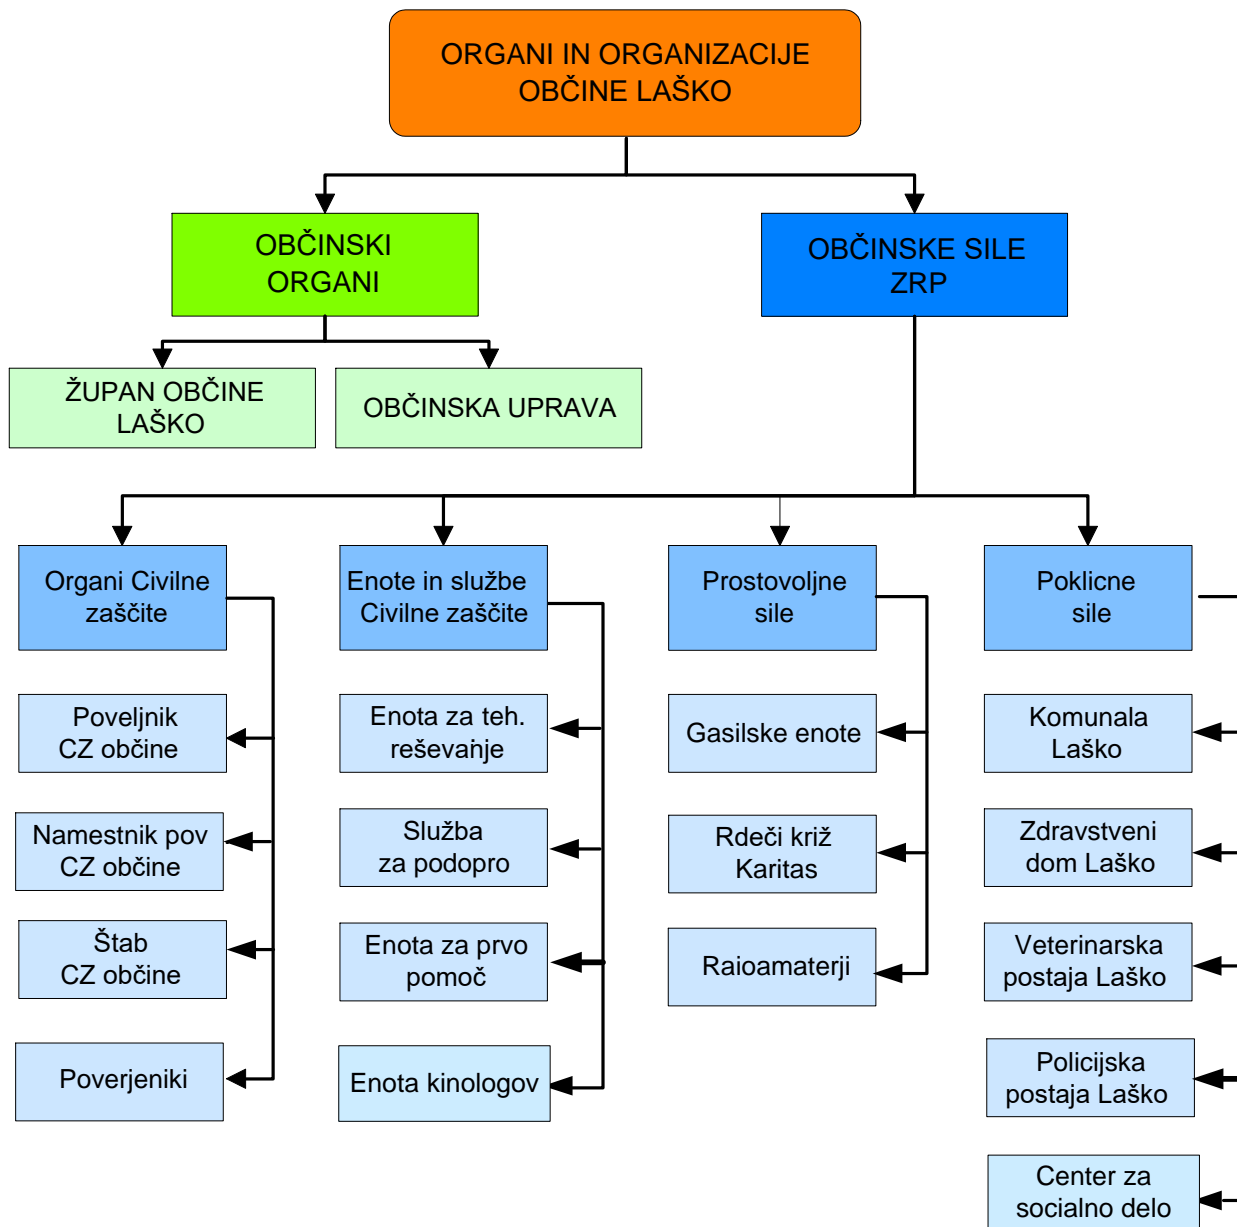 ORGANI IN ORGANIZACIJE
OBČINE LAŠKO
OBČINSKI
ORGANI
OBČINSKE SILE
ZRP
ŽUPAN OBČINE
LAŠKO
OBČINSKA UPRAVA
Organi Civilne
zaščite
Enote in službe
Civilne zaščite
Prostovoljne
sile
Poklicne
sile
Poveljnik
CZ občine
Enota za teh.
reševanje
Gasilske enote
Komunala
Laško
Namestnik pov
CZ občine
Služba
za podopro
Rdeči križ
Karitas
Zdravstveni
dom Laško
Štab
CZ občine
Enota za prvo
pomoč
Raioamaterji
Veterinarska
postaja Laško
Poverjeniki
Enota kinologov
Policijska
postaja Laško
Center za
socialno delo